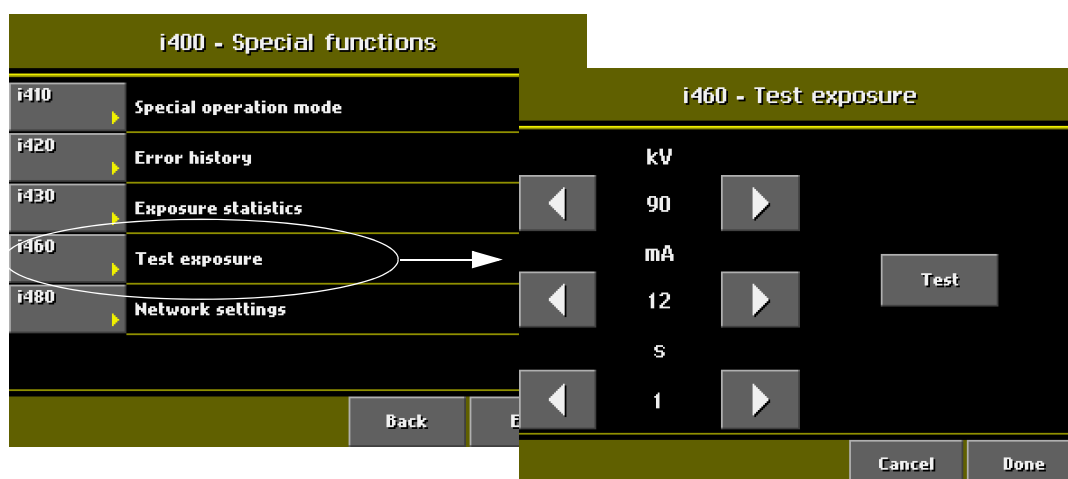 i400 - Special functions
i410
Special operation mode
i420
Error history
i430
Exposure statistics
i460
Test exposure
i480
Network settings
Back
i460 - Test exposure
kV
90
mA
12
s
1
Test
Cancel
Done